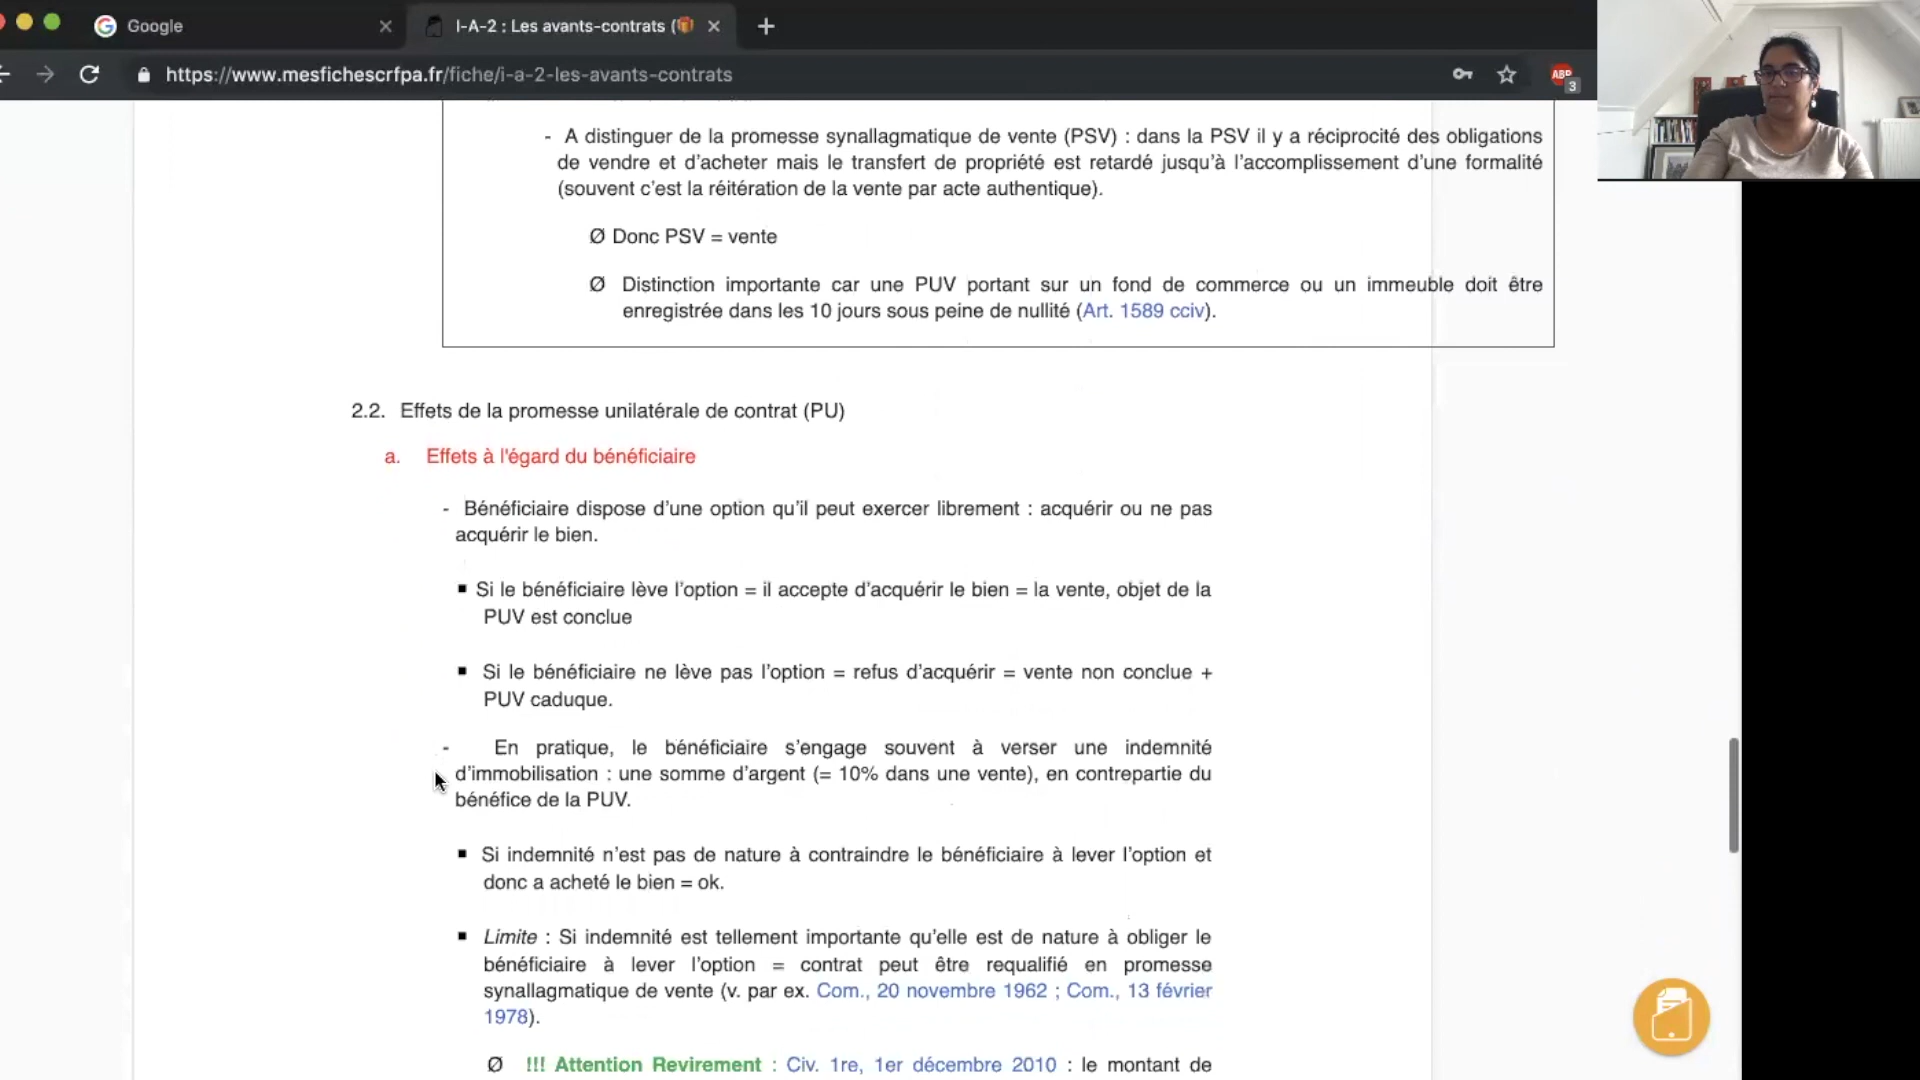 Google
I-A-2 : Les avants-contrats (
https://www.mesfichescrfpa.fr/fiche/i-a-2-les-avants-contrats
ABP
3
- A distinguer de la promesse synallagmatique de vente (PSV) : dans la PSV il y a réciprocité des obligations
de vendre et d’acheter mais le transfert de propriété est retardé jusqu’à l’accomplissement d’une formalité
(souvent c’est la réitération de la vente par acte authentique).
Ø Donc PSV = vente
Ø Distinction importante car une PUV portant sur un fond de commerce ou un immeuble doit être
enregistrée dans les 10 jours sous peine de nullité (Art. 1589 cciv).
2.2. Effets de la promesse unilatérale de contrat (PU)
a. Effets à l'égard du bénéficiaire
- Bénéficiaire dispose d’une option qu’il peut exercer librement : acquérir ou ne pas
acquérir le bien.
▪ Si le bénéficiaire lève l’option = il accepte d’acquérir le bien = la vente, objet de la
PUV est conclue
▪ Si le bénéficiaire ne lève pas l’option = refus d’acquérir = vente non conclue +
PUV caduque.
- En pratique, le bénéficiaire s’engage souvent à verser une indemnité
d’immobilisation : une somme d’argent (= 10% dans une vente), en contrepartie du
bénéfice de la PUV.
▪ Si indemnité n’est pas de nature à contraindre le bénéficiaire à lever l’option et
donc a acheté le bien = ok.
▪ Limite : Si indemnité est tellement importante qu’elle est de nature à obliger le
bénéficiaire à lever l’option = contrat peut être requalifié en promesse
synallagmatique de vente (v. par ex. Com., 20 novembre 1962 ; Com., 13 février
1978).
Ø !!! Attention Revirement : Civ. 1re, 1er décembre 2010 : le montant de